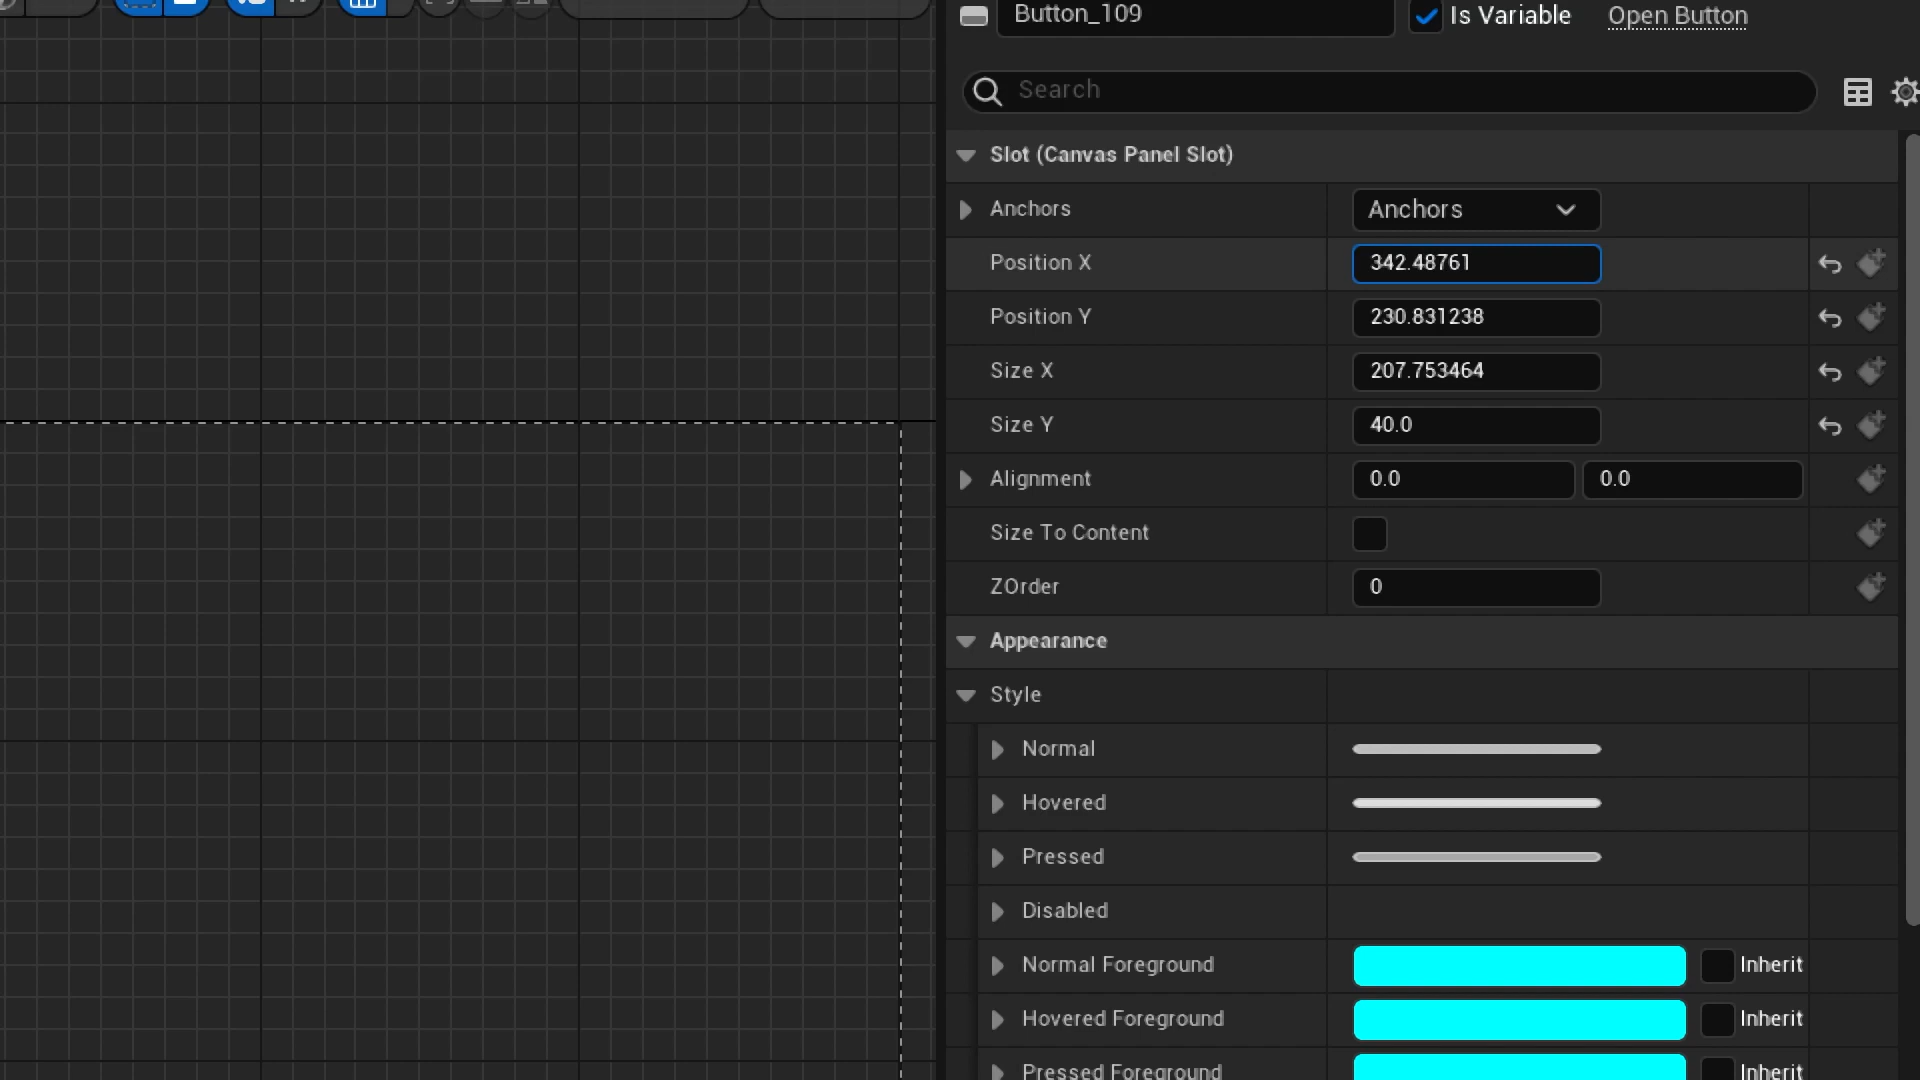 Button_109 Is Variable Open Button
Search
Slot (Canvas Panel Slot)
Anchors Anchors
Position X 342.48761
Position Y 230.831238
Size X 207.753464
Size Y 40.0
Alignment 0.0 0.0
Size To Content
ZOrder 0
Appearance
Style
Normal
Hovered
Pressed
Disabled
Normal Foreground Inherit
Hovered Foreground Inherit
Pressed Foreground Inherit